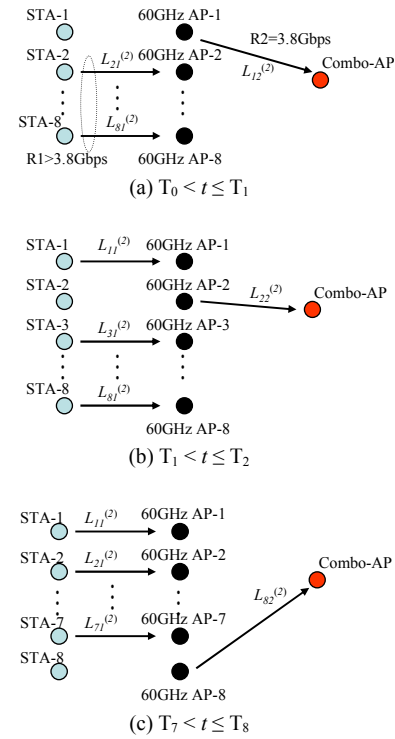 STA-1 60GHz AP-1
R2=3.8Gbps
STA-2 L21(2) 60GHz AP-2 L12(2) Combo-AP
STA-8 L81(2)
R1>3.8Gbps 60GHz AP-8
(a) T0 < t ≤ T1
STA-1 L11(2) 60GHz AP-1
STA-2 60GHz AP-2 L22(2) Combo-AP
STA-3 L31(2) 60GHz AP-3
STA-8 L81(2)
60GHz AP-8
(b) T1 < t ≤ T2
STA-1 L11(2) 60GHz AP-1
STA-2 L21(2) 60GHz AP-2 Combo-AP
L82(2)
STA-7 L71(2) 60GHz AP-7
STA-8
60GHz AP-8
(c) T7 < t ≤ T8